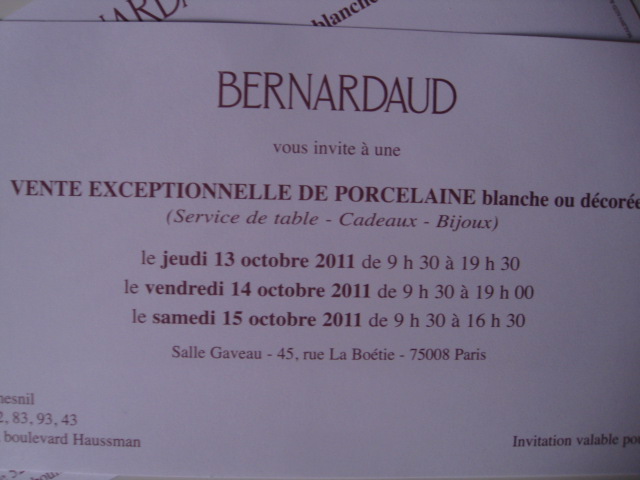 blanche
BERNARDAUD
vous invite à une
VENTE EXCEPTIONNELLE DE PORCELAINE blanche ou décorée
(Service de table - Cadeaux - Bijoux)
le jeudi 13 octobre 2011 de 9 h 30 à 19 h 30
le vendredi 14 octobre 2011 de 9 h 30 à 19 h 00
le samedi 15 octobre 2011 de 9 h 30 à 16 h 30
Salle Gaveau - 45, rue La Boétie - 75008 Paris
mesnil
2, 83, 93, 43
boulevard Haussman
Invitation valable pou